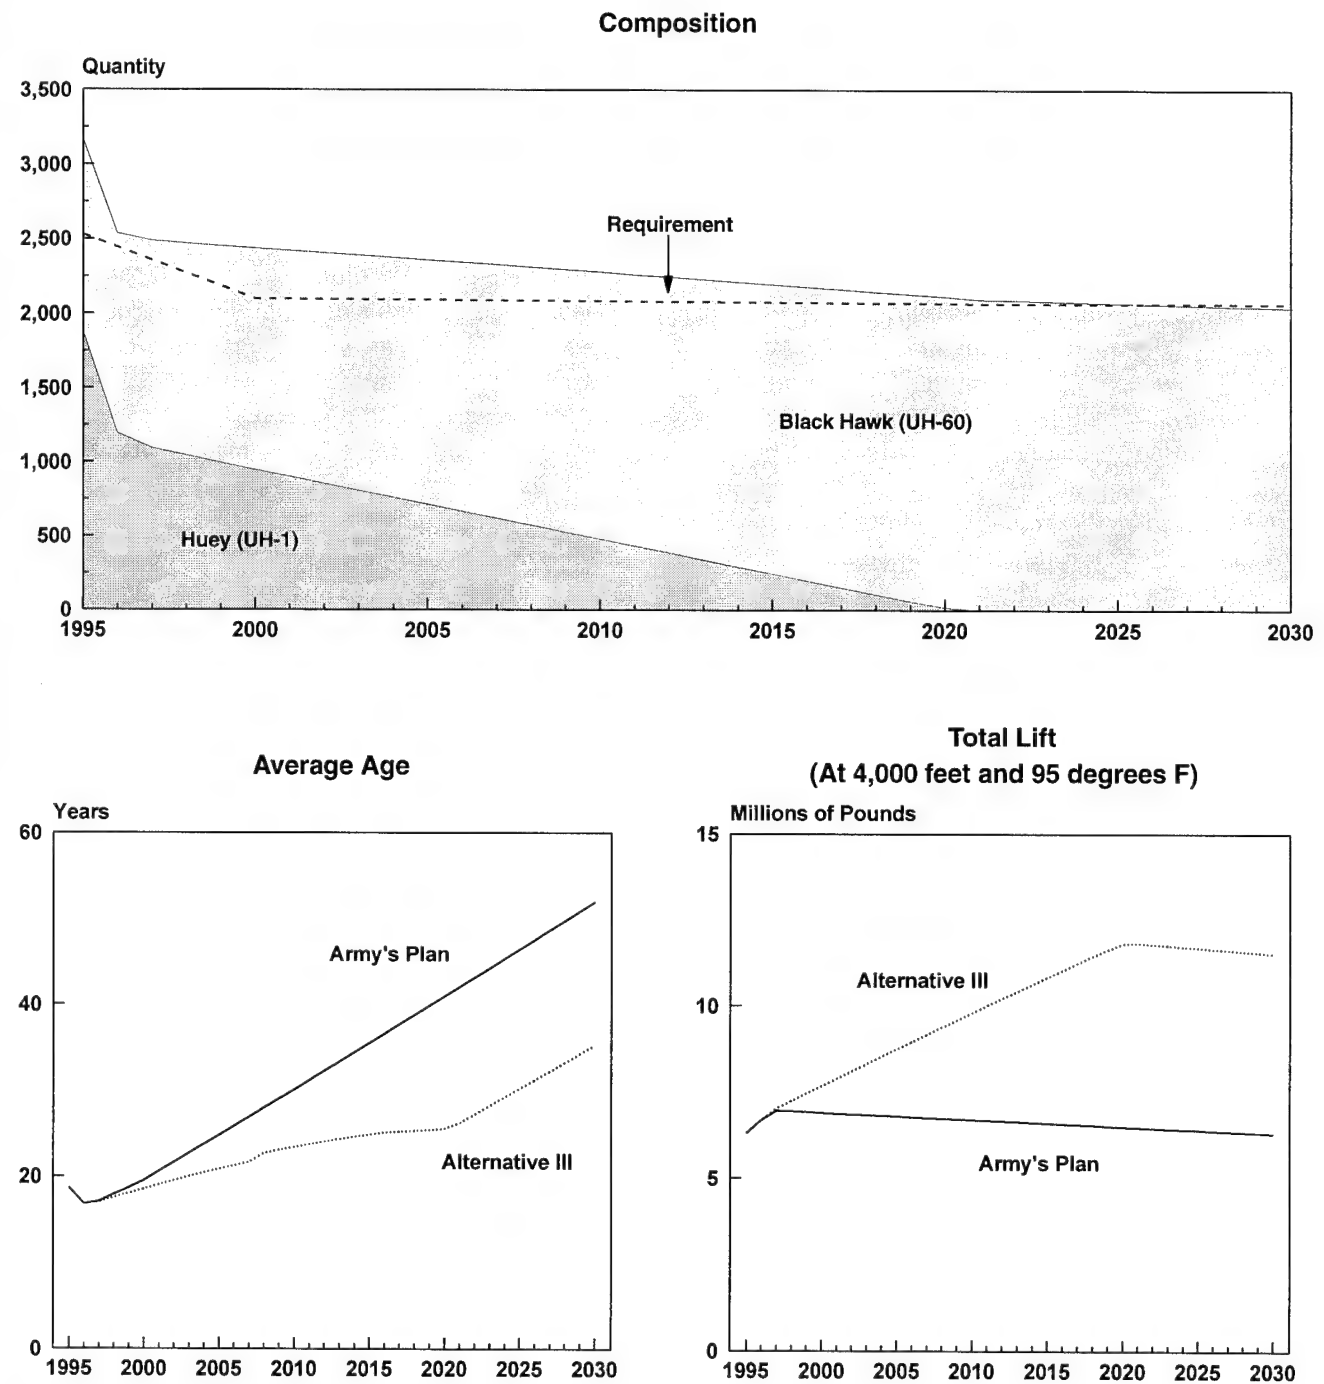 Composition
Quantity
3,500
3,000
2,500
2,000
1,500
1,000
500
0
Requirement
Black Hawk (UH-60)
Huey (UH-1)
1995 2000 2005 2010 2015 2020 2025 2030
Average Age
Years
60
40
20
0
Army's Plan
Alternative III
1995 2000 2005 2010 2015 2020 2025 2030
Total Lift
(At 4,000 feet and 95 degrees F)
Millions of Pounds
15
10
5
0
Alternative III
Army's Plan
1995 2000 2005 2010 2015 2020 2025 2030